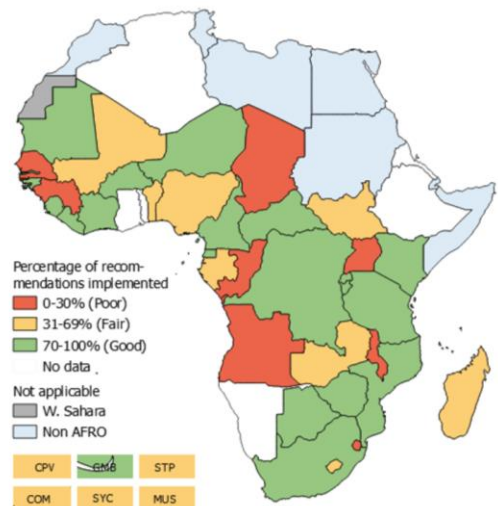 Percentage of recom-
mendations implemented
0-30% (Poor)
31-69% (Fair)
70-100% (Good)
No data
Not applicable
W. Sahara
Non AFRO
CPV GMB STP
COM SYC MUS